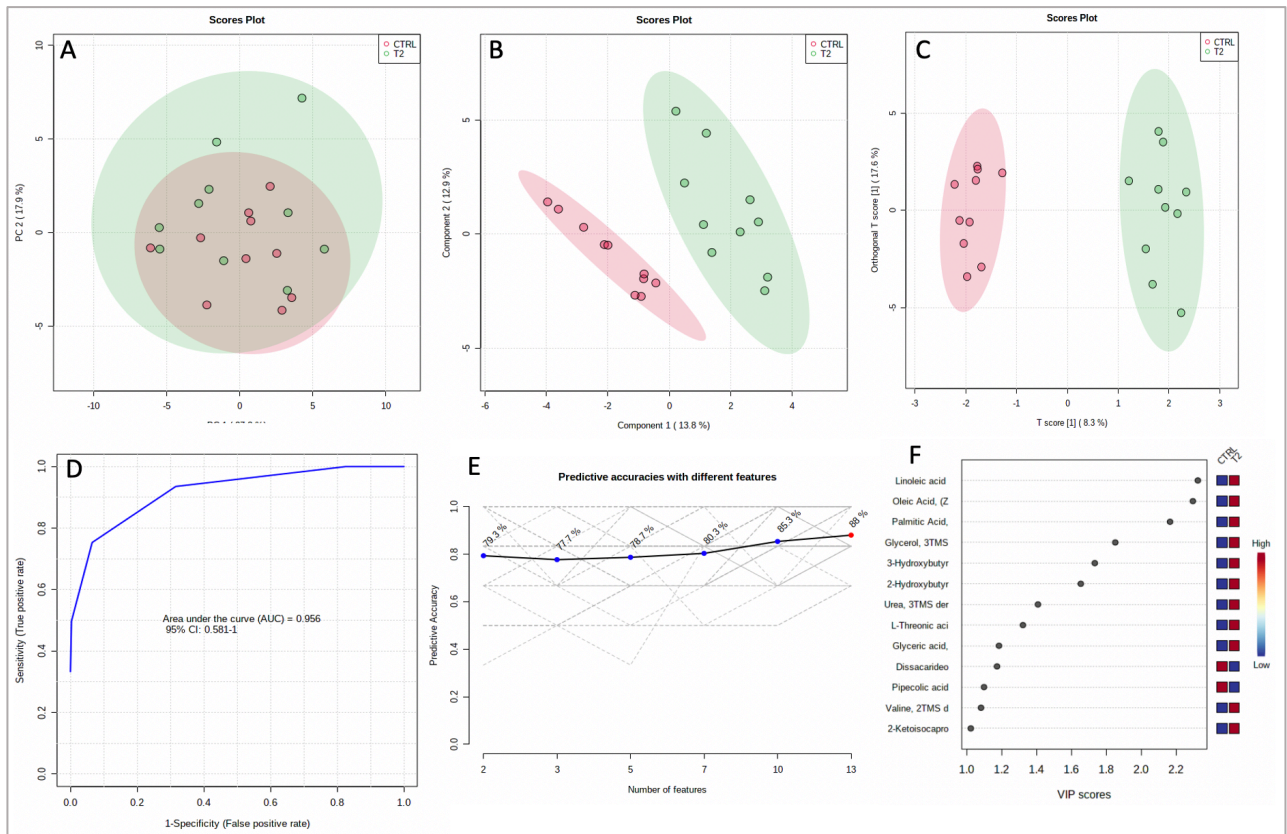 Scores Plot
A
CTRL
T2
PC 2 ( 17.9 %)
10
5
0
-5
-10
-5
0
5
10
Scores Plot
B
CTRL
T2
Component 2 ( 12.9 %)
5
0
-5
-6
-4
-2
0
2
4
Component 1 ( 13.8 %)
Scores Plot
C
CTRL
T2
Orthogonal T score [1] ( 17.6 %)
5
0
-5
-3
-2
-1
0
1
2
3
T score [1] ( 8.3 %)
D
Sensitivity (True positive rate)
1.0
0.8
0.6
0.4
0.2
0.0
Area under the curve (AUC) = 0.956
95% CI: 0.581-1
0.0
0.2
0.4
0.6
0.8
1.0
1-Specificity (False positive rate)
E
Predictive accuracies with different features
Predictive Accuracy
1.0
0.8
0.6
0.4
0.2
0.0
79.3 %
77.7 %
78.7 %
80.3 %
85.3 %
88 %
2
3
5
7
10
13
Number of features
F
CTRL
T2
Linoleic acid
Oleic Acid, (Z
Palmitic Acid,
Glycerol, 3TMS
3-Hydroxybutyr
2-Hydroxybutyr
Urea, 3TMS der
L-Threonic aci
Glyceric acid,
Dissacarideo
Pipecolic acid
Valine, 2TMS d
2-Ketoisocapro
High
Low
1.0
1.2
1.4
1.6
1.8
2.0
2.2
VIP scores